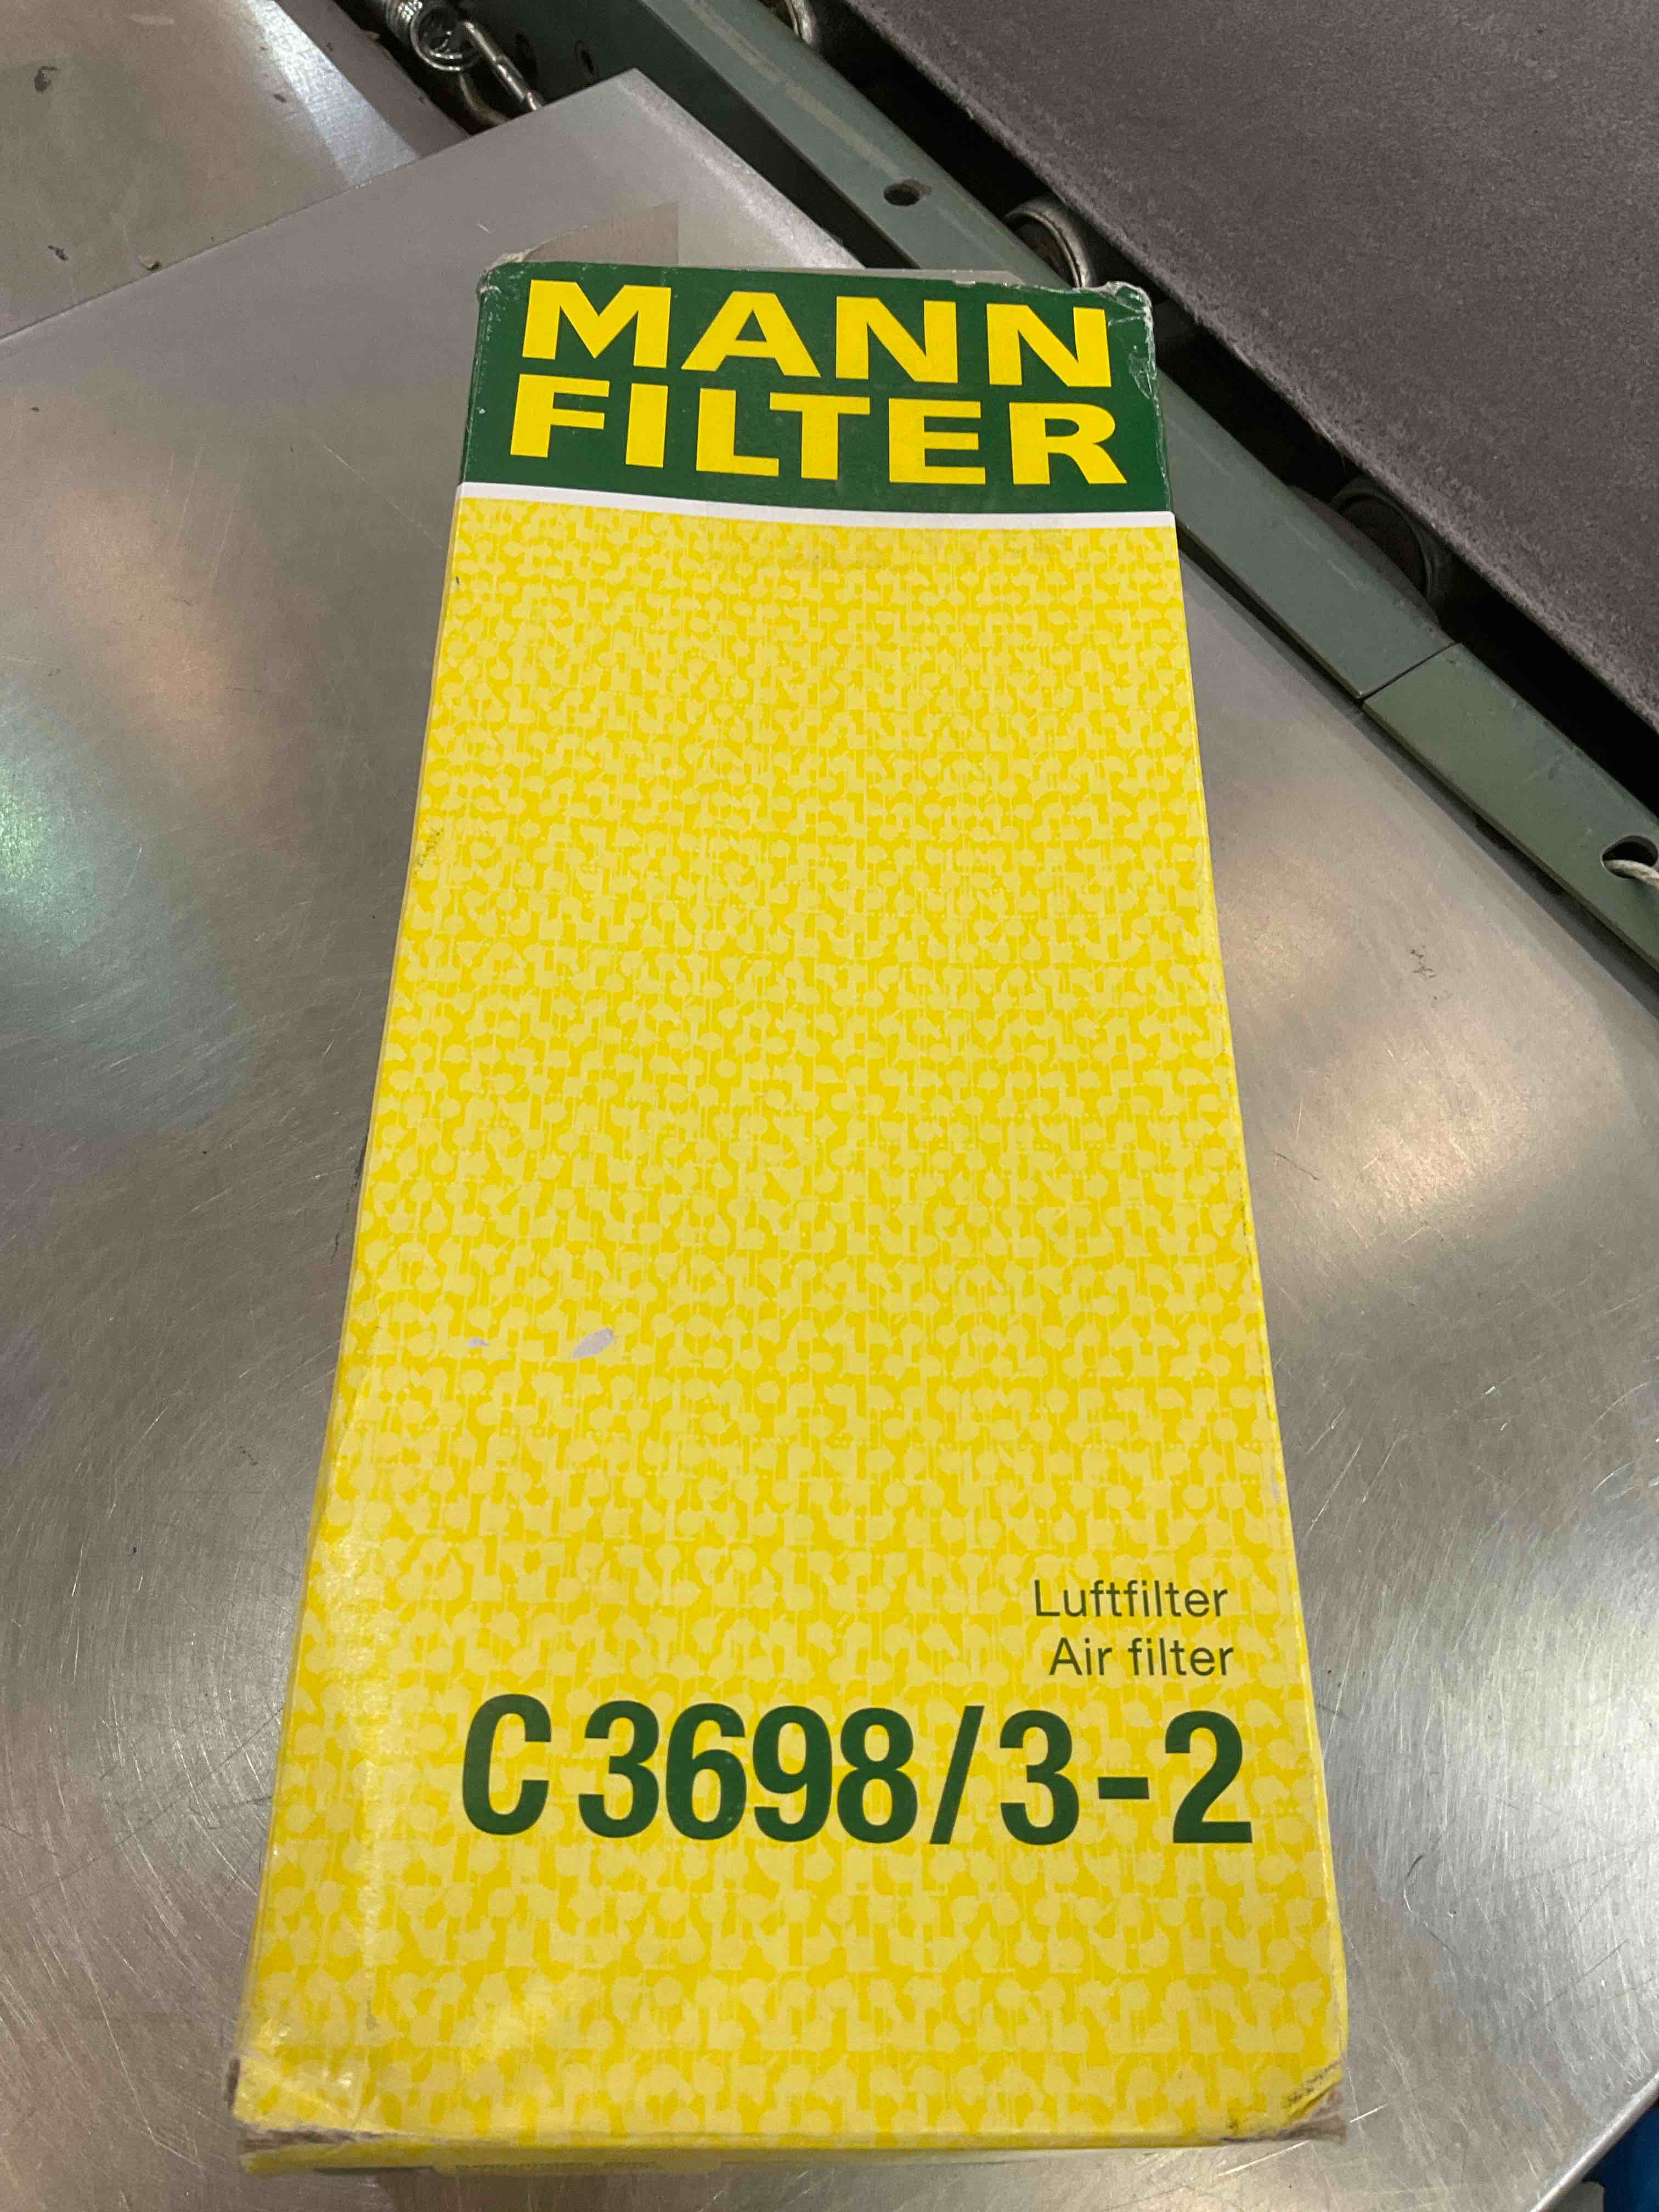 MANN
FILTER
Luftfilter
Air filter
C 3698/3-2